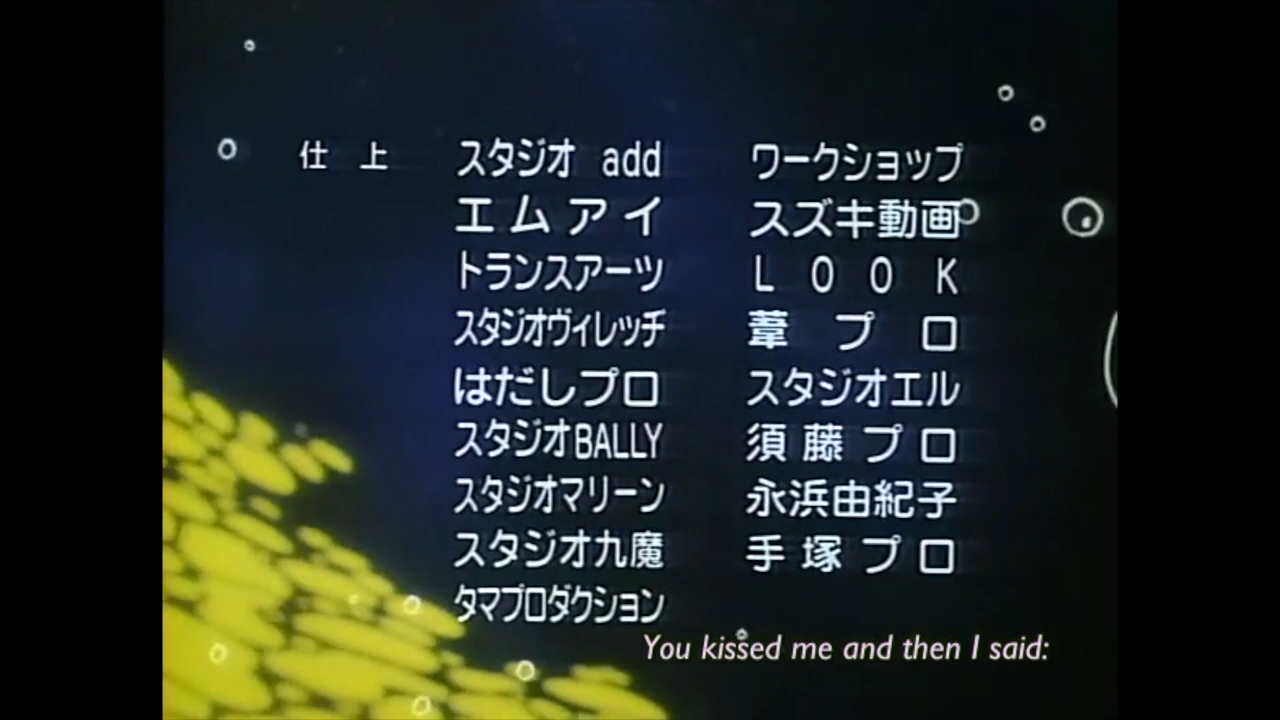 仕上 スタジオ add ワークショップ
エムアイ スズキ動画
トランスアーツ LOOK
スタジオヴィレッヂ 葦プロ
はだしプロ スタジオエル
スタジオBALLY 須藤プロ
スタジオマリーン 永浜由紀子
スタジオ九魔 手塚プロ
タマプロダクション
You kissed me and then I said: